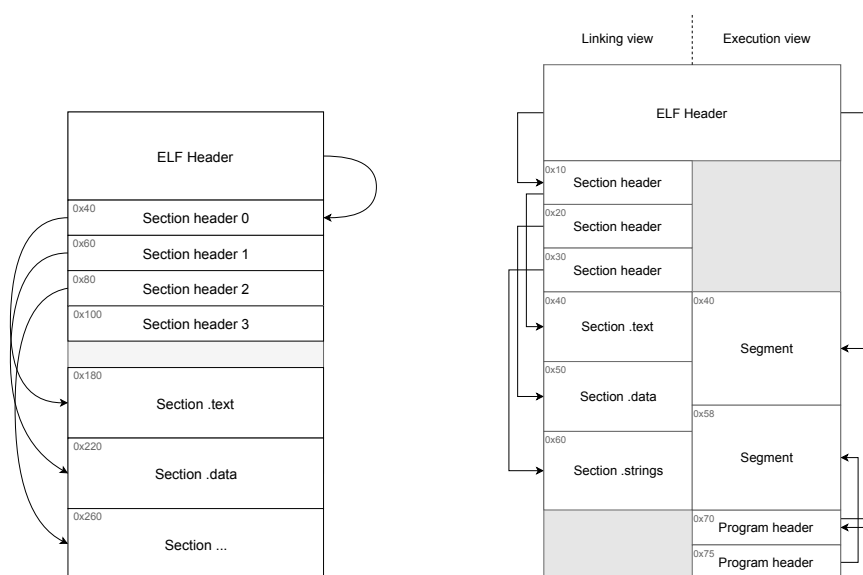 ELF Header
0x40
Section header 0
0x60
Section header 1
0x80
Section header 2
0x100
Section header 3
0x180
Section .text
0x220
Section .data
0x260
Section ...
Linking view
Execution view
ELF Header
0x10
Section header
0x20
Section header
0x30
Section header
0x40
Section .text
0x50
Section .data
0x60
Section .strings
0x40
Segment
0x58
Segment
0x70
Program header
0x75
Program header